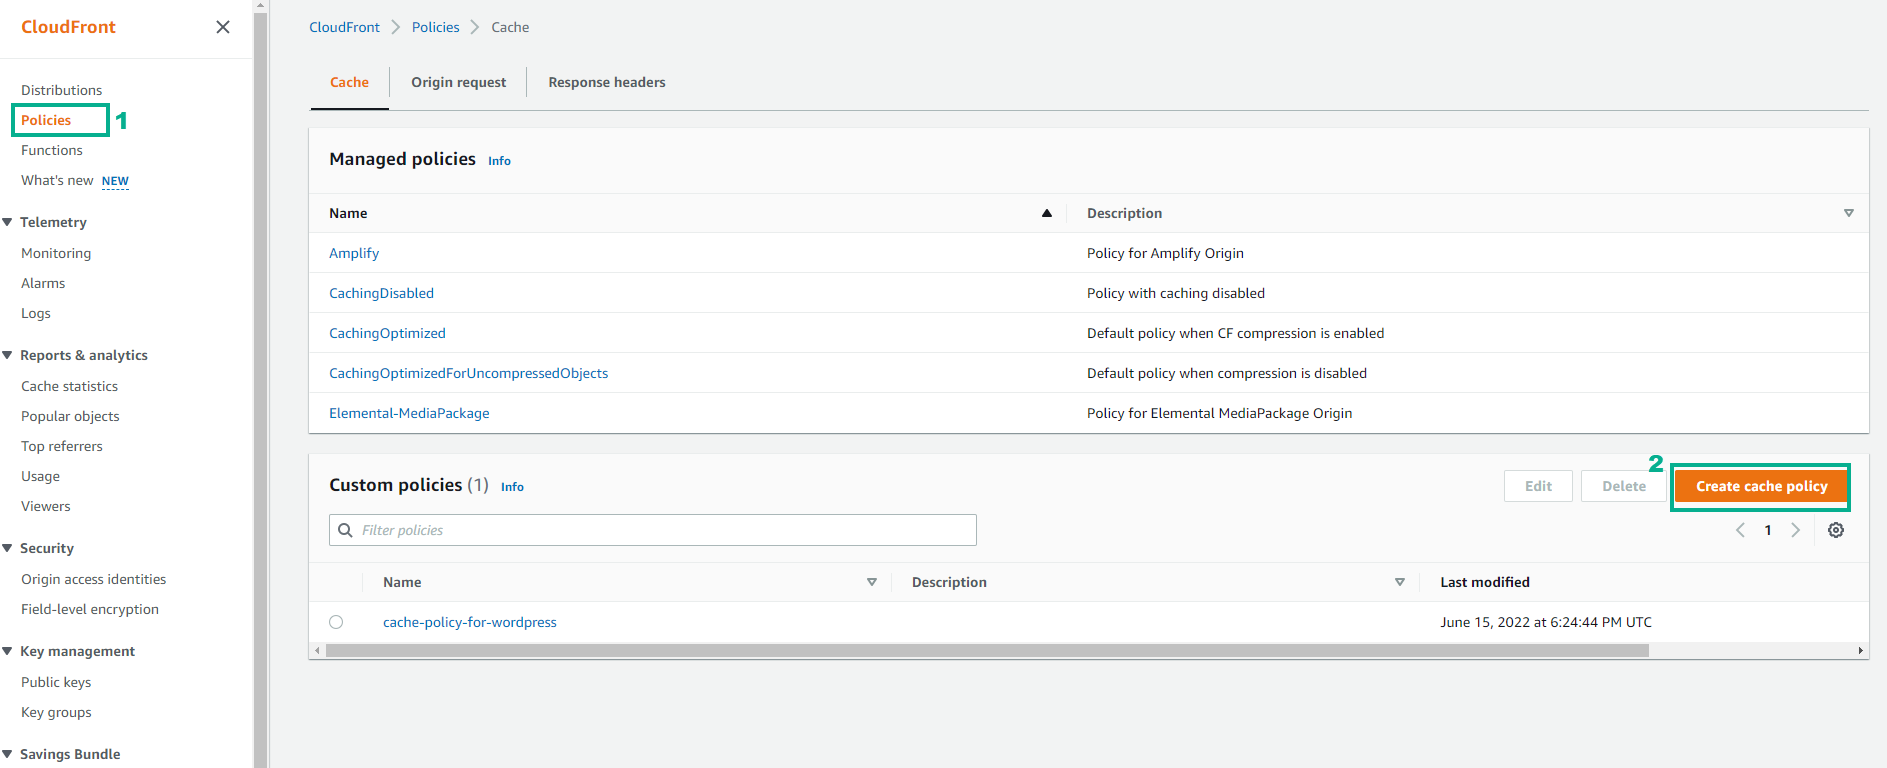 CloudFront
Distributions
Policies 1
Functions
What's new NEW
Telemetry
Monitoring
Alarms
Logs
Reports & analytics
Cache statistics
Popular objects
Top referrers
Usage
Viewers
Security
Origin access identities
Field-level encryption
Key management
Public keys
Key groups
Savings Bundle
CloudFront Policies Cache
Cache Origin request Response headers
Managed policies Info
Name Description
Amplify Policy for Amplify Origin
CachingDisabled Policy with caching disabled
CachingOptimized Default policy when CF compression is enabled
CachingOptimizedForUncompressedObjects Default policy when compression is disabled
Elemental-MediaPackage Policy for Elemental MediaPackage Origin
Custom policies (1) Info Edit Delete 2 Create cache policy
Filter policies 1
Name Description Last modified
cache-policy-for-wordpress June 15, 2022 at 6:24:44 PM UTC